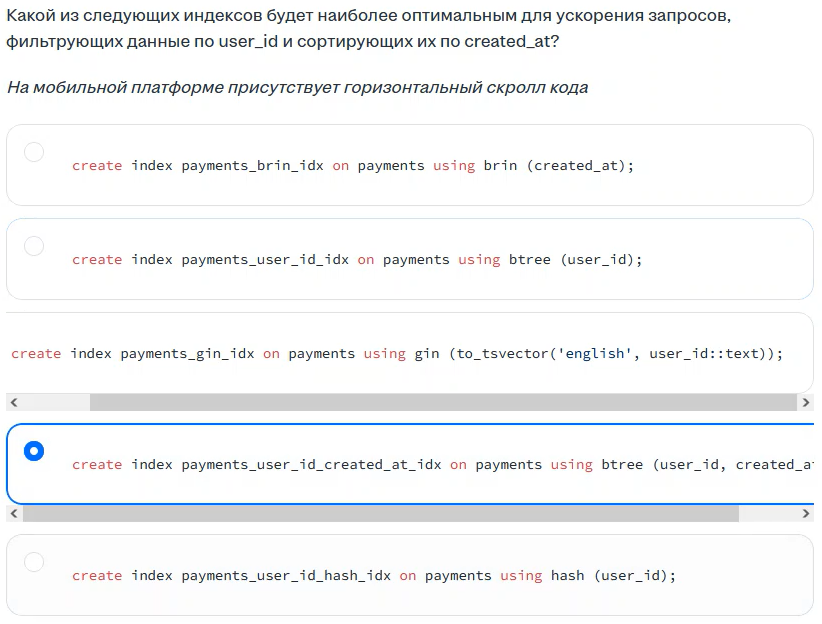 Какой из следующих индексов будет наиболее оптимальным для ускорения запросов,
фильтрующих данные по user_id и сортирующих их по created_at?
На мобильной платформе присутствует горизонтальный скролл кода
create index payments_brin_idx on payments using brin (created_at);
create index payments_user_id_idx on payments using btree (user_id);
create index payments_gin_idx on payments using gin (to_tsvector('english', user_id::text));
create index payments_user_id_created_at_idx on payments using btree (user_id, created_a
create index payments_user_id_hash_idx on payments using hash (user_id);